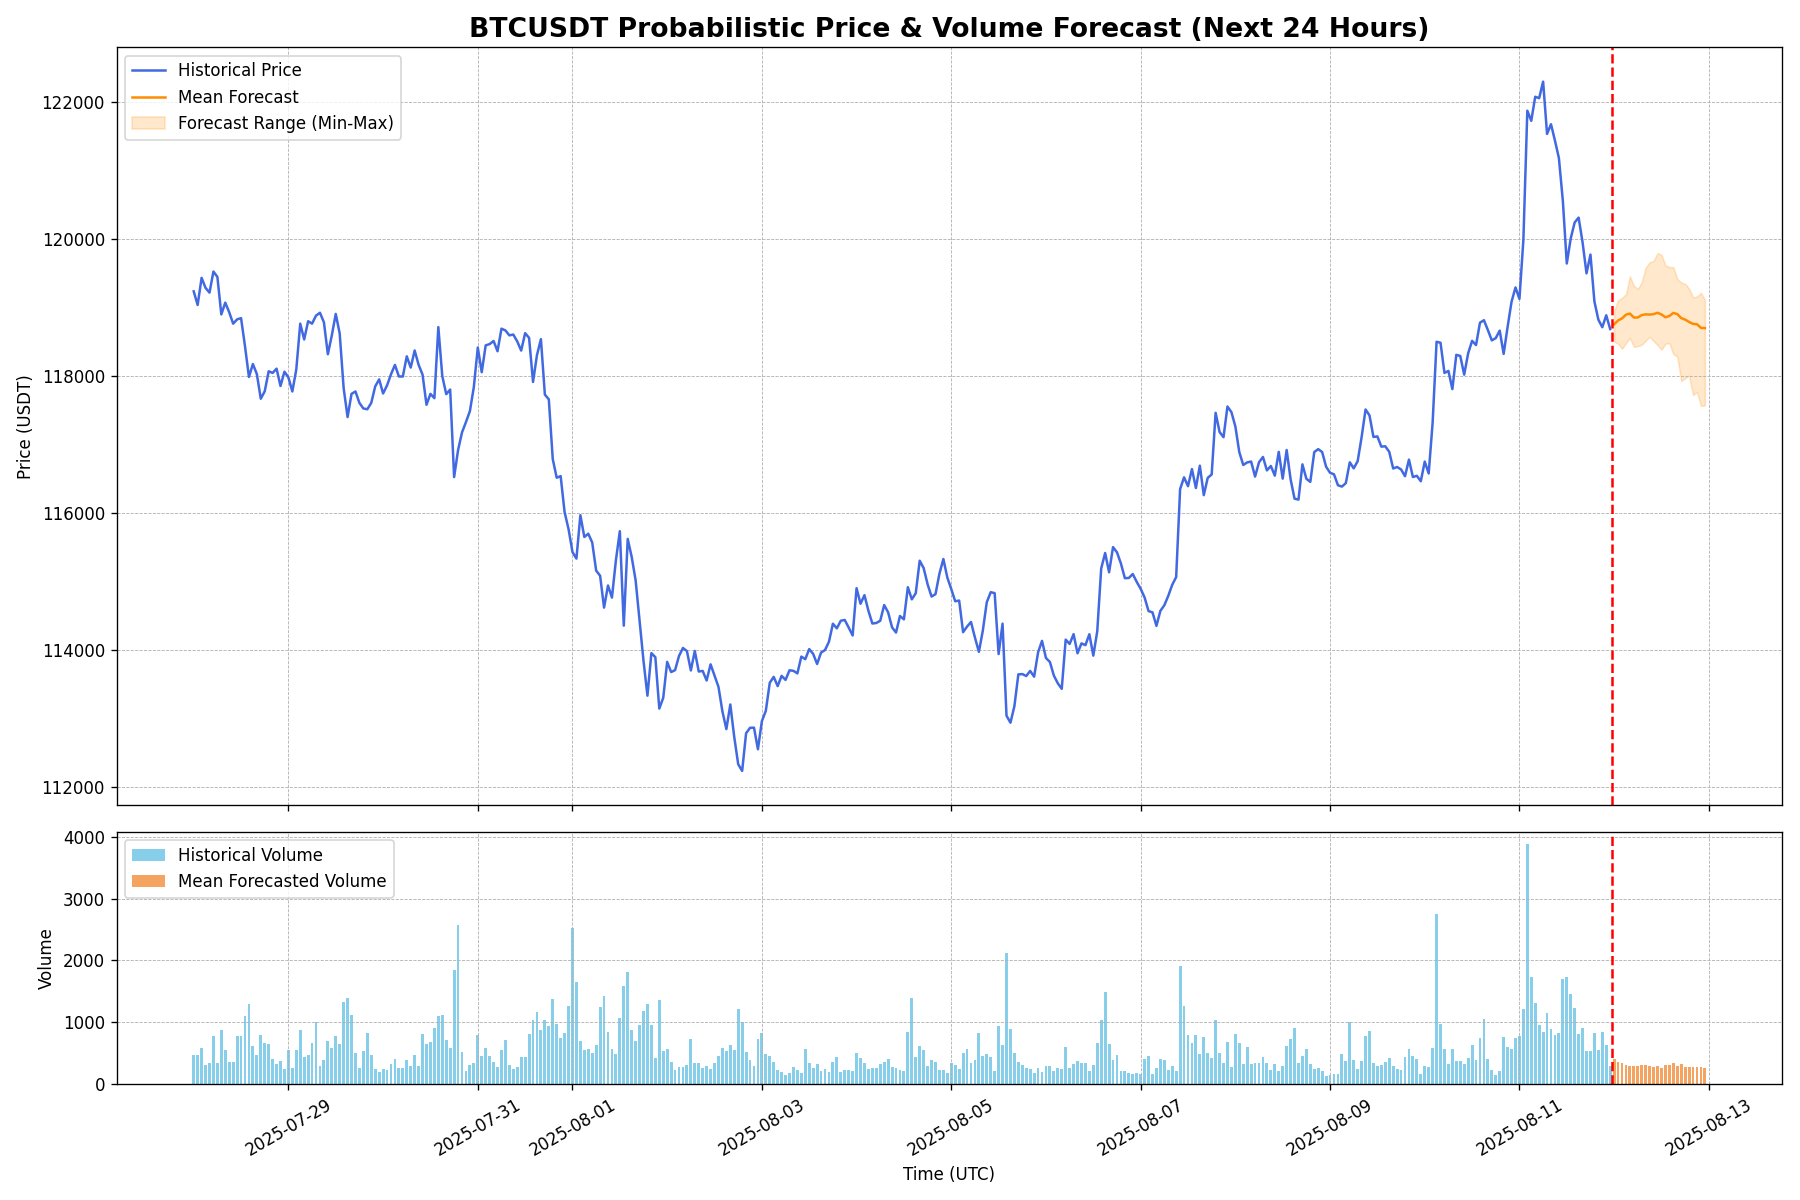 BTCUSDT Probabilistic Price & Volume Forecast (Next 24 Hours)
Historical Price
Mean Forecast
Forecast Range (Min-Max)
122000
120000
118000
116000
114000
112000
Price (USDT)
Historical Volume
Mean Forecasted Volume
4000
3000
2000
1000
0
Volume
2025-07-29
2025-07-31
2025-08-01
2025-08-03
2025-08-05
2025-08-07
2025-08-09
2025-08-11
2025-08-13
Time (UTC)